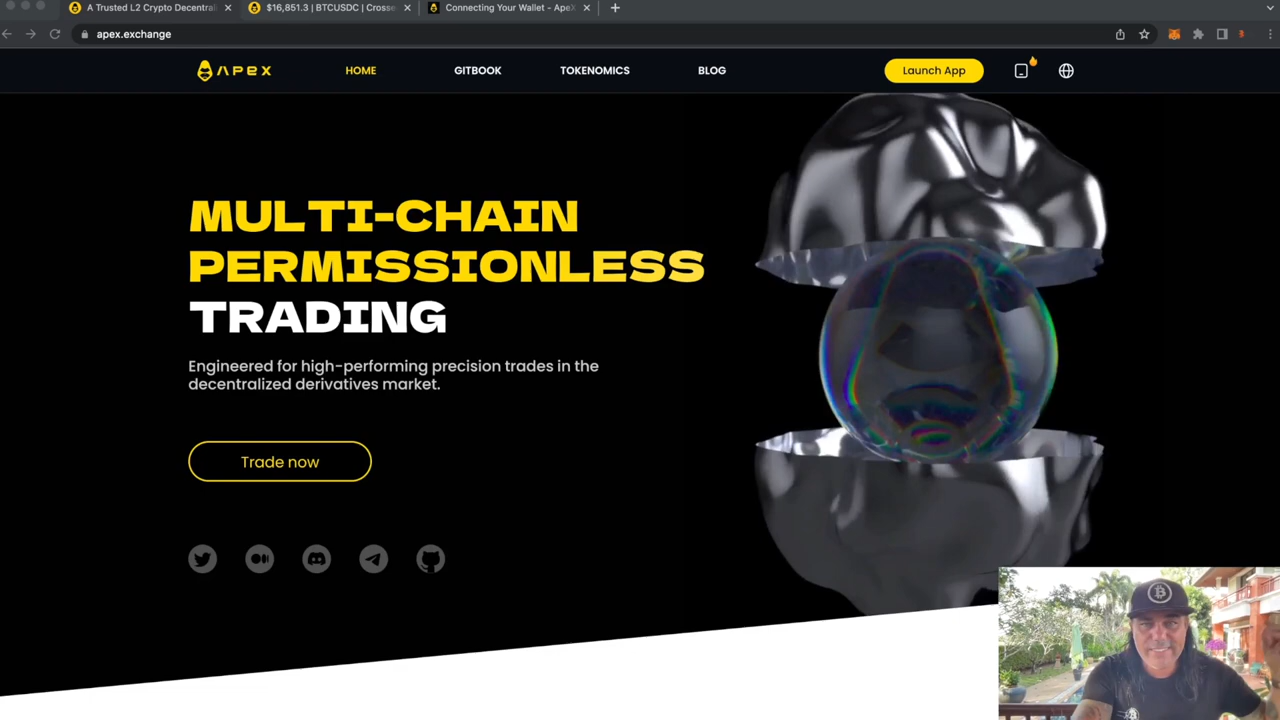 A Trusted L2 Crypto Decentrali
$16,851.3 | BTCUSDC | Crosse
Connecting Your Wallet - ApeX
apex.exchange
APEX
HOME
GITBOOK
TOKENOMICS
BLOG
Launch App
MULTI-CHAIN
PERMISSIONLESS
TRADING
Engineered for high-performing precision trades in the
decentralized derivatives market.
Trade now